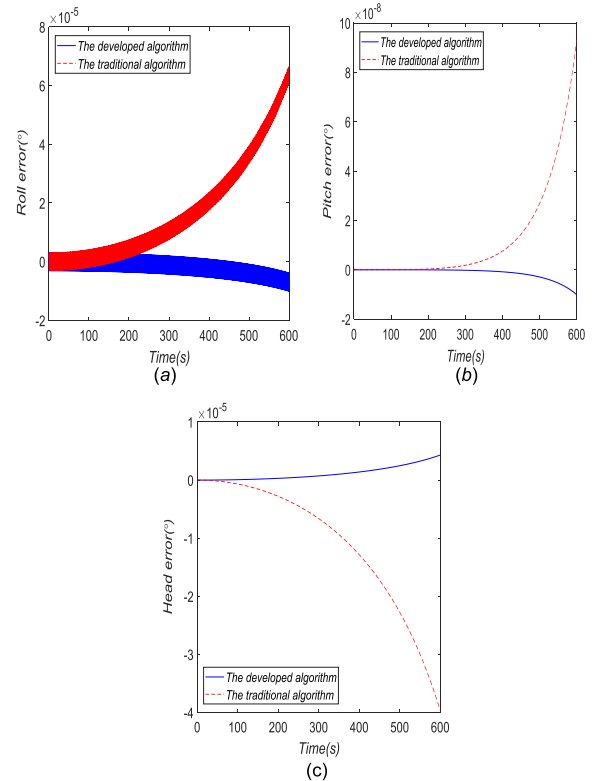 ×10⁻⁵
8
6
4
2
0
-2
Roll error(°)
The developed algorithm
The traditional algorithm
0 100 200 300 400 500 600
Time(s)
(a)
×10⁻⁸
10
8
6
4
2
0
-2
Pitch error(°)
The developed algorithm
The traditional algorithm
0 100 200 300 400 500 600
Time(s)
(b)
×10⁻⁵
1
0
-1
-2
-3
-4
Head error(°)
The developed algorithm
The traditional algorithm
0 100 200 300 400 500 600
Time(s)
(c)